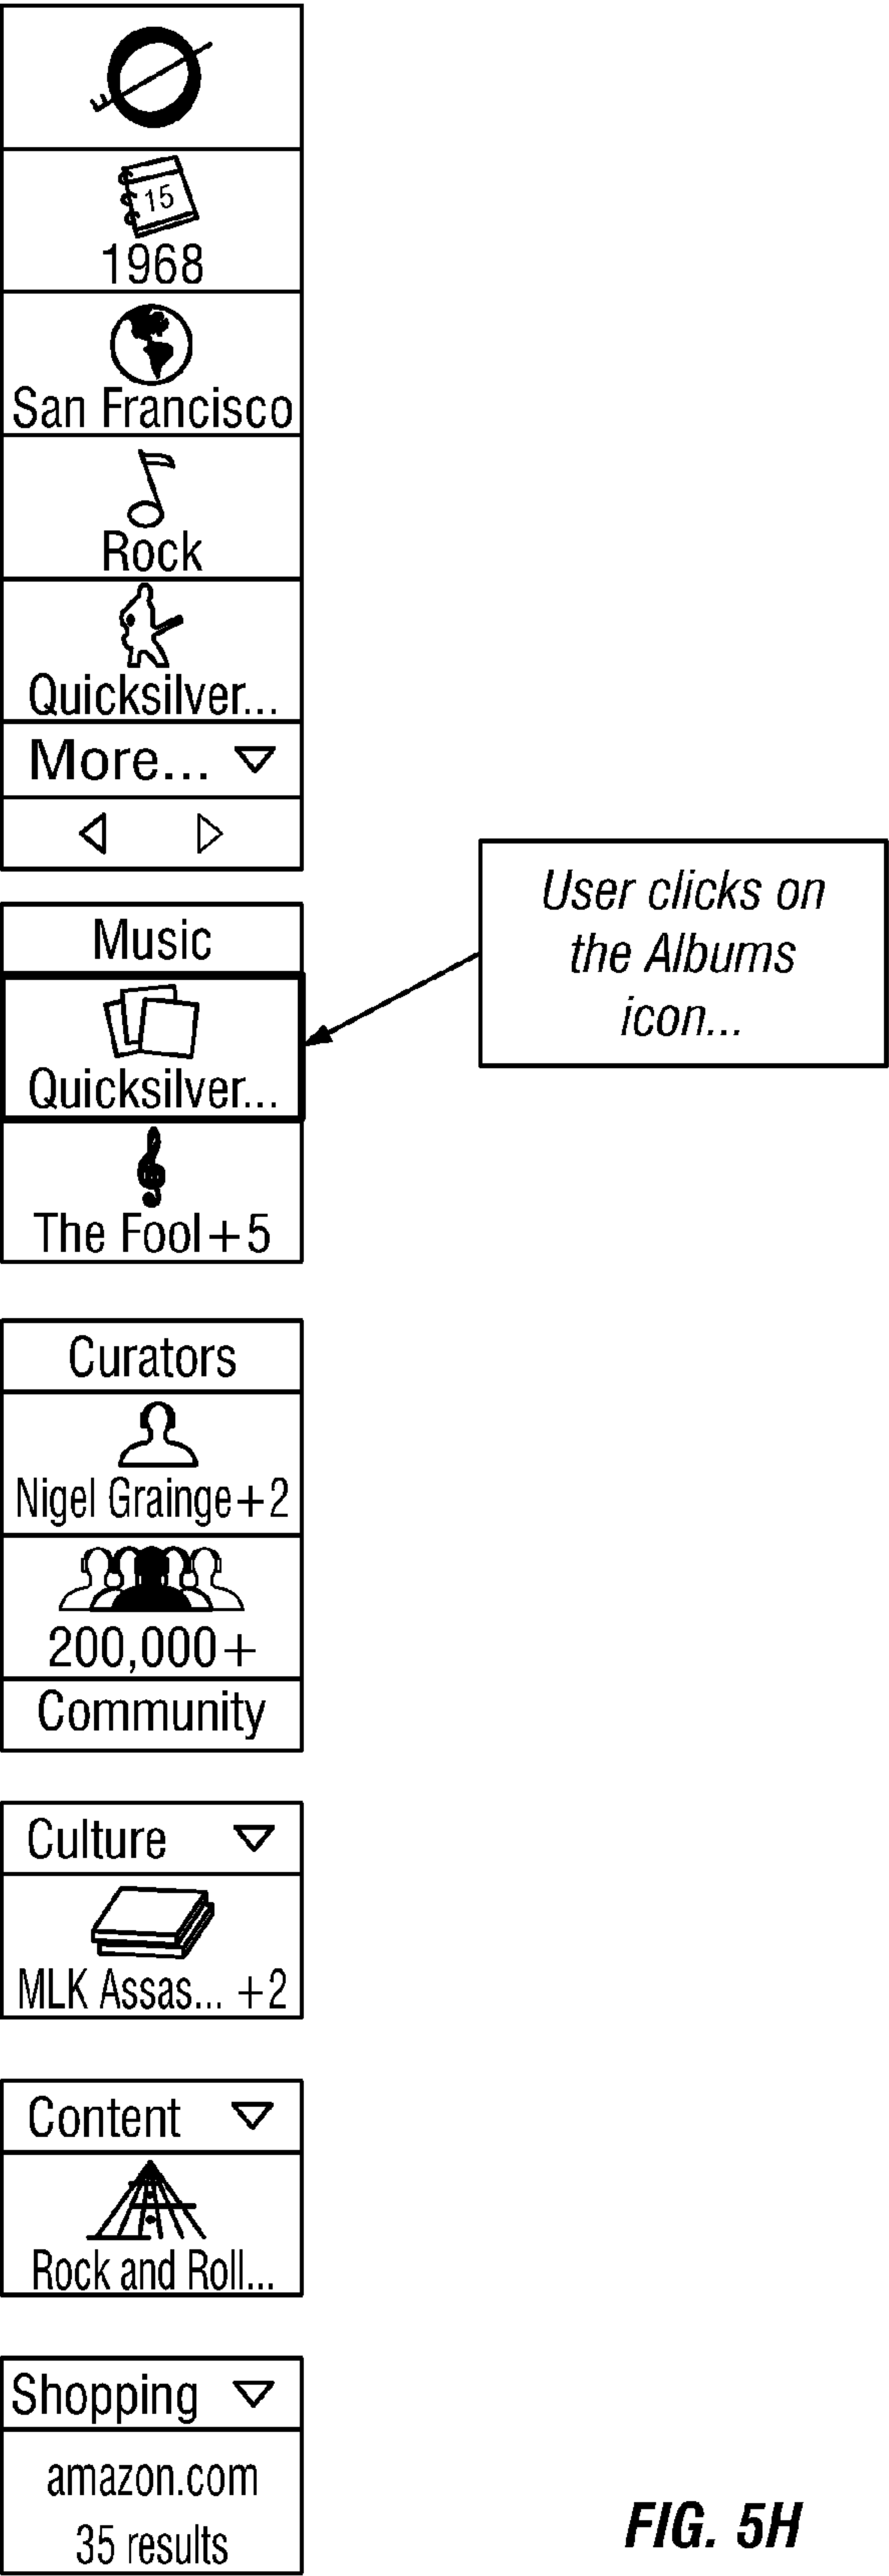 15
1968
San Francisco
Rock
Quicksilver...
More...
Music
Quicksilver...
The Fool+5
User clicks on
the Albums
icon...
Curators
Nigel Grainge+2
200,000+
Community
Culture
MLK Assas... +2
Content
Rock and Roll...
Shopping
amazon.com
35 results
FIG. 5H